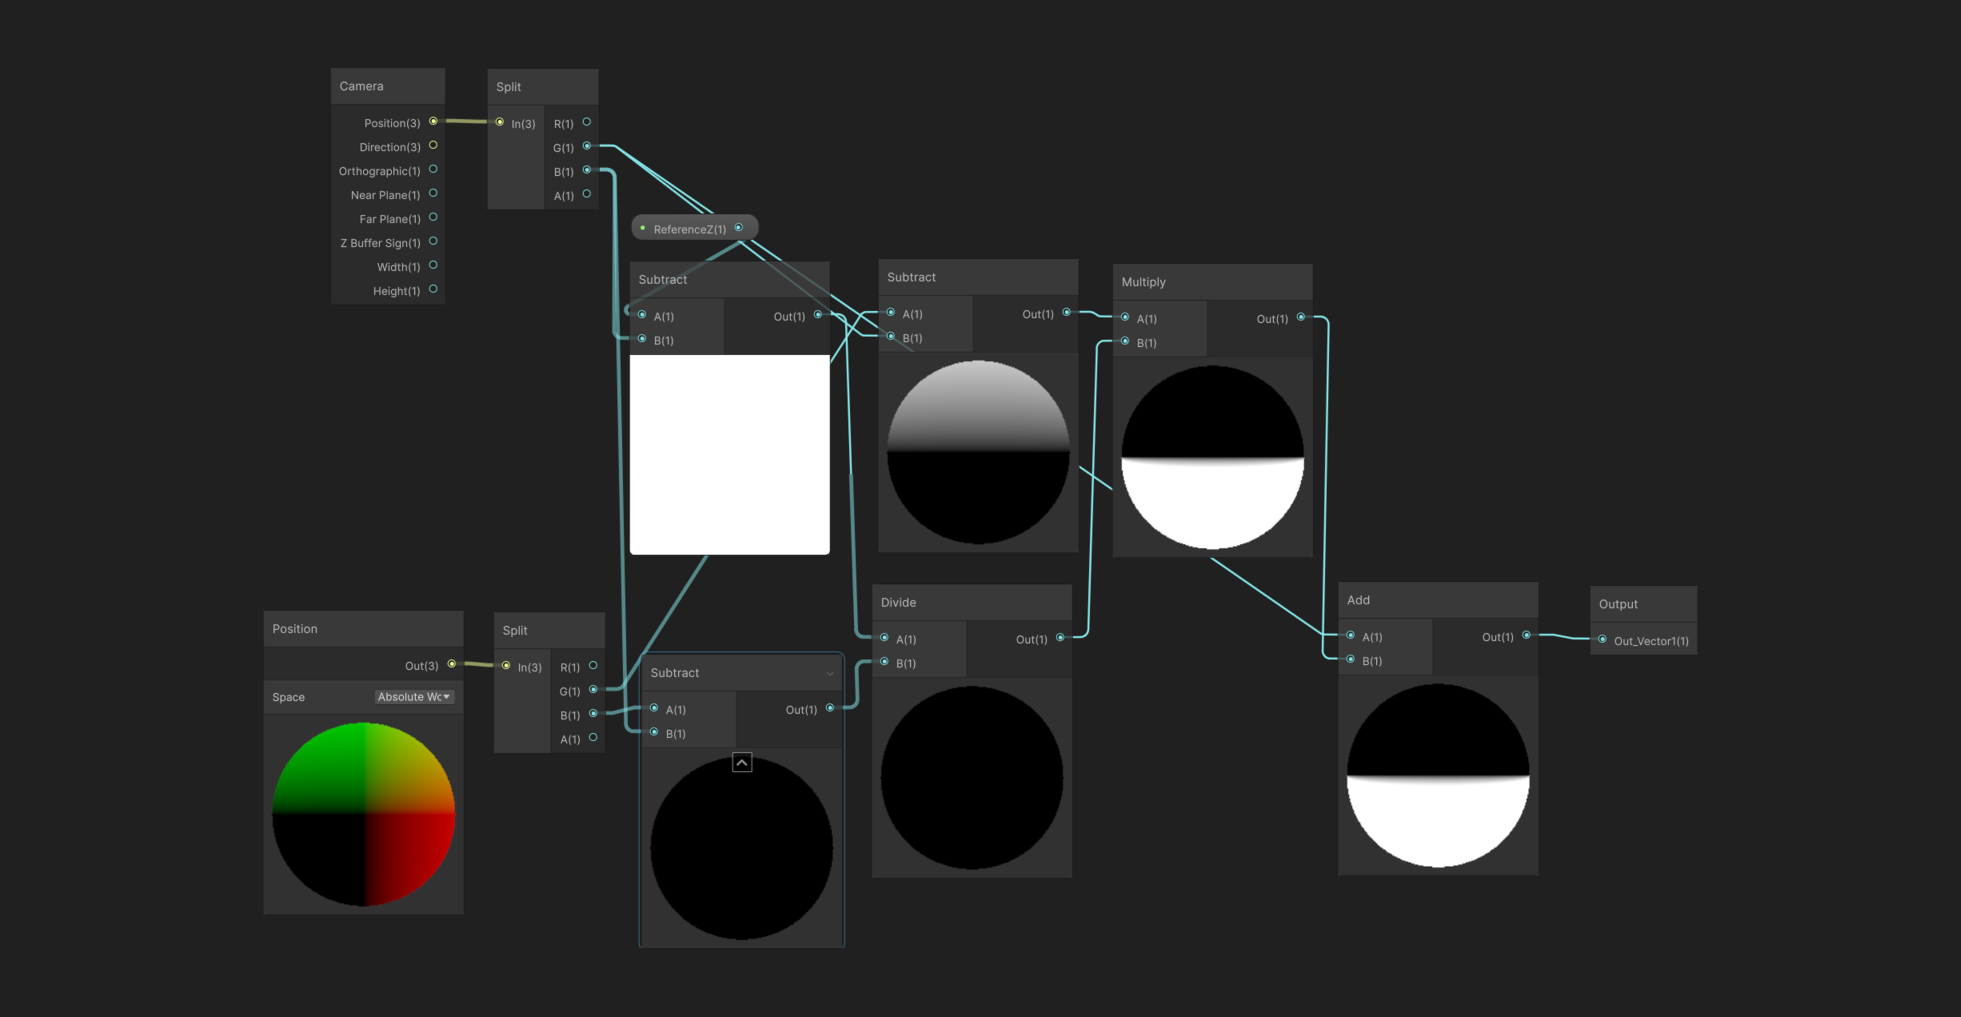 Camera
Position(3)
Direction(3)
Orthographic(1)
Near Plane(1)
Far Plane(1)
Z Buffer Sign(1)
Width(1)
Height(1)
Split
In(3)
R(1)
G(1)
B(1)
A(1)
ReferenceZ(1)
Subtract
A(1)
B(1)
Out(1)
Subtract
A(1)
B(1)
Out(1)
Multiply
A(1)
B(1)
Out(1)
Position
Out(3)
Space
Absolute Wc
Split
In(3)
R(1)
G(1)
B(1)
A(1)
Subtract
A(1)
B(1)
Out(1)
Divide
A(1)
B(1)
Out(1)
Add
A(1)
B(1)
Out(1)
Output
Out_Vector1(1)